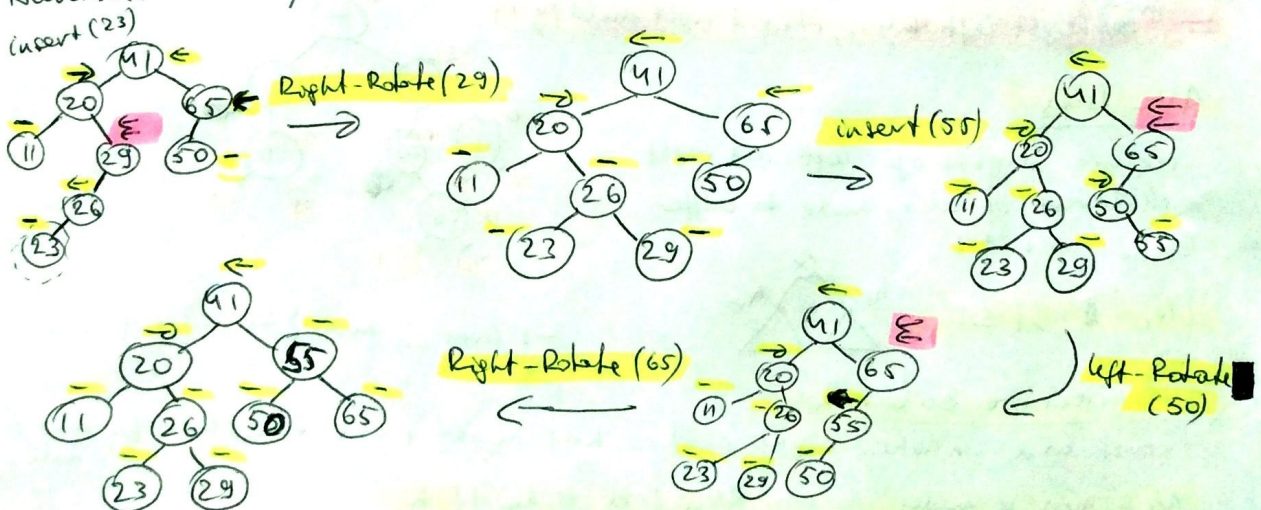 insert(23)
41
20 65
11 29 50
26
23
Right-Rotate(29)
41
20 65
11 26 50
23 29
insert(55)
41
20 65
11 26 50
23 29 55
left-Rotate
(50)
41
20 65
11 26 55
23 29 50
Right-Rotate(65)
41
20 55
11 26 50 65
23 29